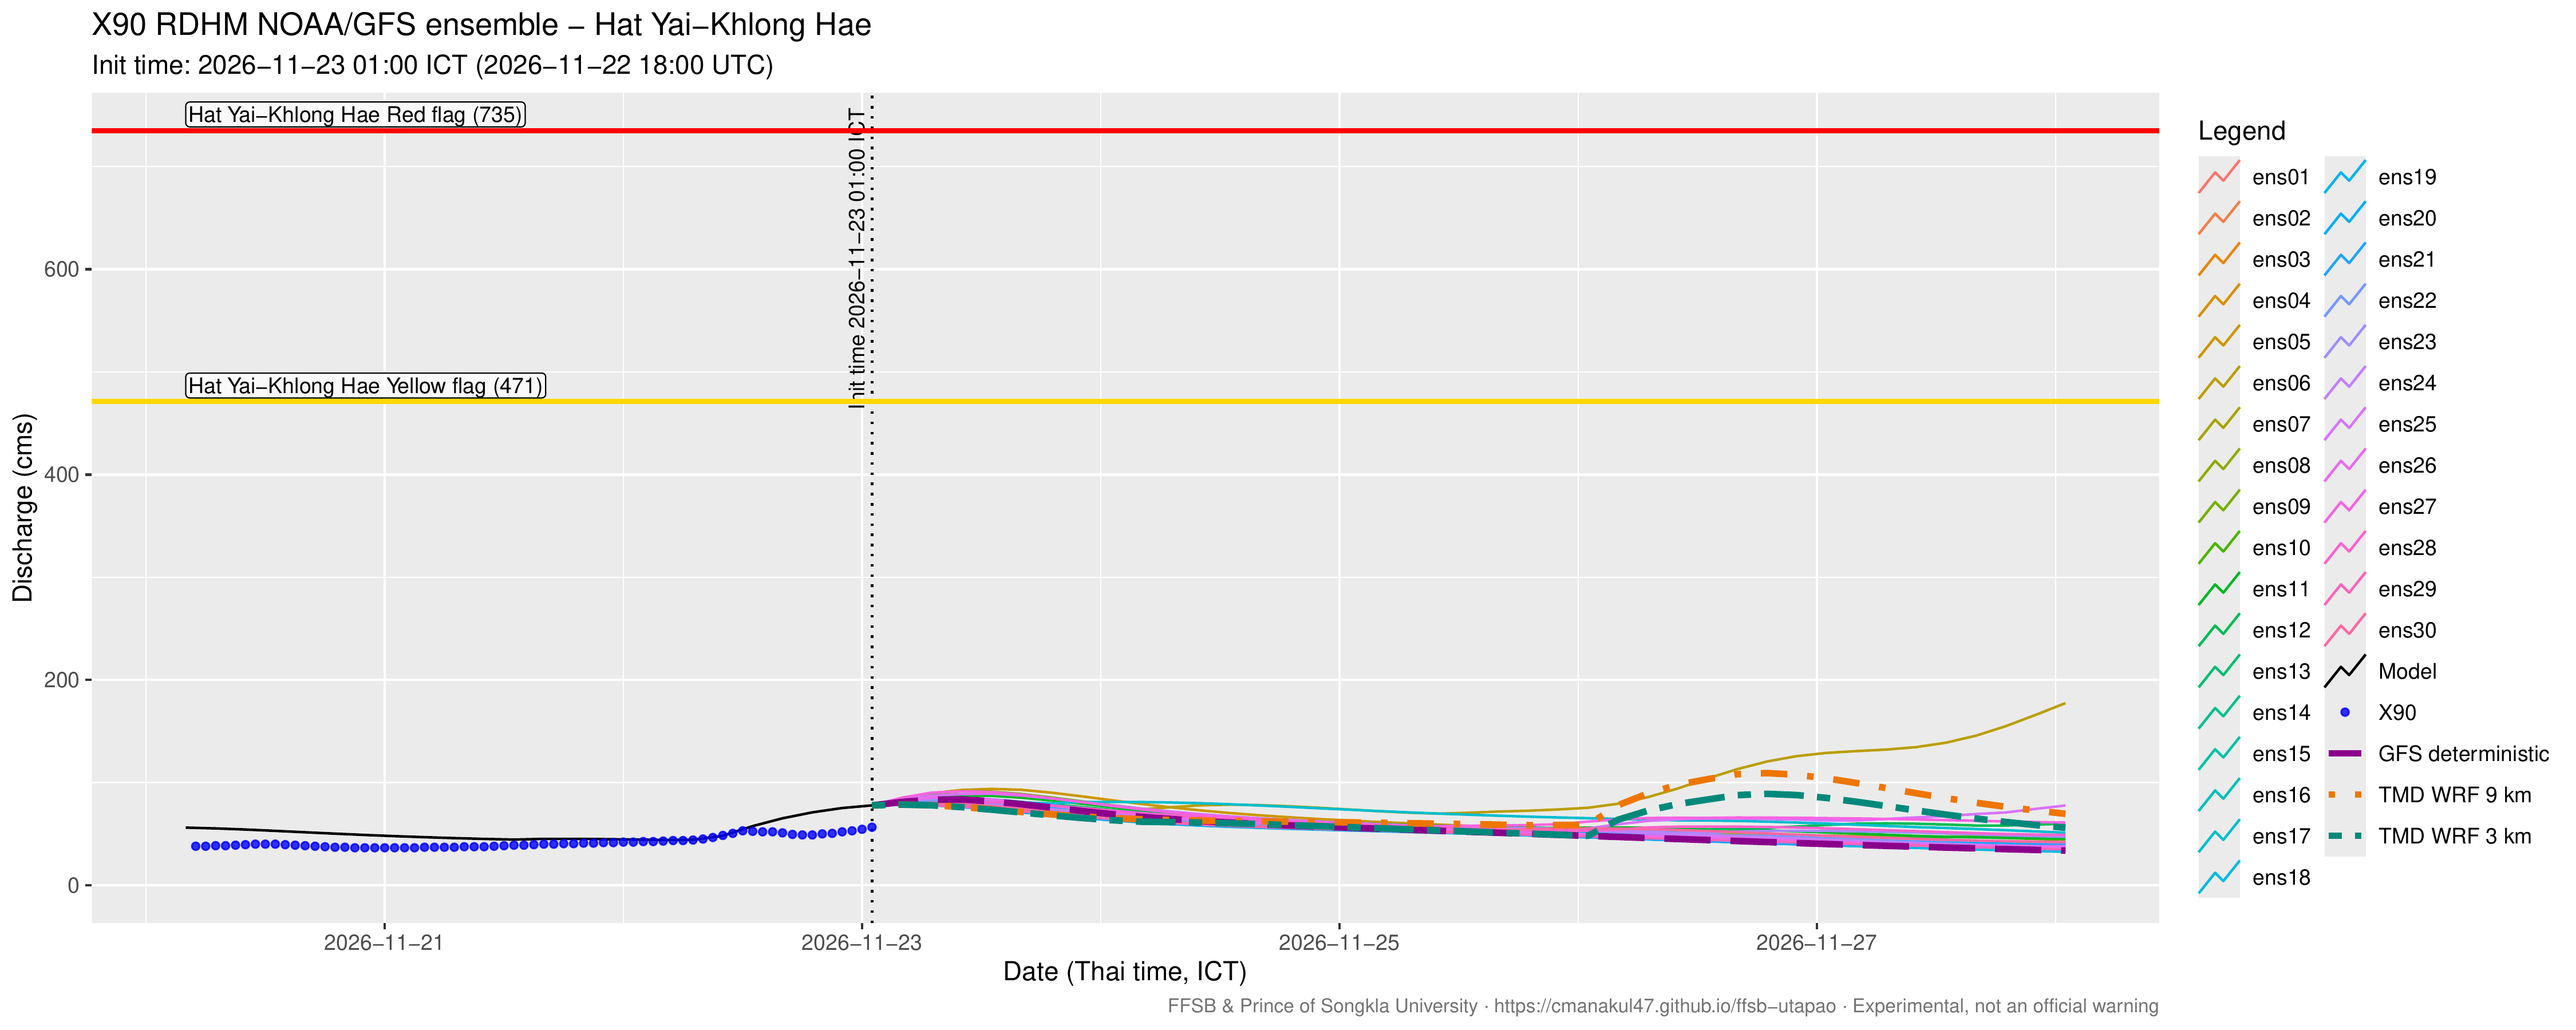 X90 RDHM NOAA/GFS ensemble – Hat Yai–Khlong Hae
Init time: 2026–11–23 01:00 ICT (2026–11–22 18:00 UTC)
Hat Yai–Khlong Hae Red flag (735)
Hat Yai–Khlong Hae Yellow flag (471)
Init time 2026–11–23 01:00 ICT
Discharge (cms)
600
400
200
0
2026–11–21
2026–11–23
2026–11–25
2026–11–27
Date (Thai time, ICT)
Legend
ens01
ens02
ens03
ens04
ens05
ens06
ens07
ens08
ens09
ens10
ens11
ens12
ens13
ens14
ens15
ens16
ens17
ens18
ens19
ens20
ens21
ens22
ens23
ens24
ens25
ens26
ens27
ens28
ens29
ens30
Model
X90
GFS deterministic
TMD WRF 9 km
TMD WRF 3 km
FFSB & Prince of Songkla University · https://cmanakul47.github.io/ffsb–utapao · Experimental, not an official warning